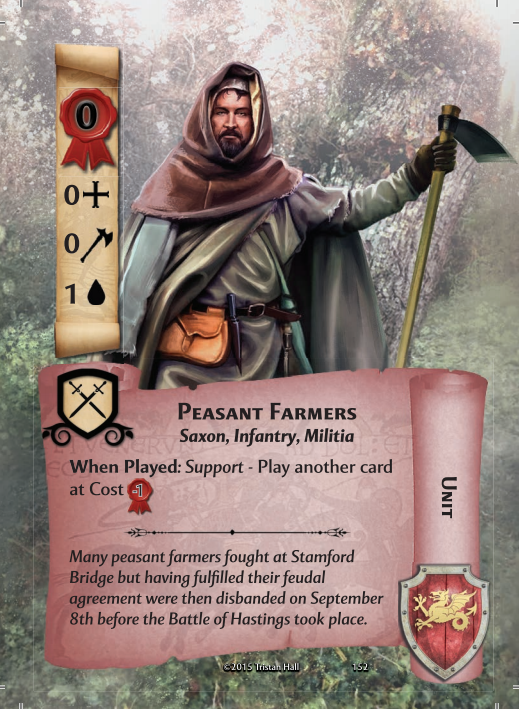 0
0
0
1
Peasant Farmers
Saxon, Infantry, Militia
When Played: Support - Play another card
at Cost -1
Unit
Many peasant farmers fought at Stamford
Bridge but having fulfilled their feudal
agreement were then disbanded on September
8th before the Battle of Hastings took place.
©2015 Tristan Hall
152